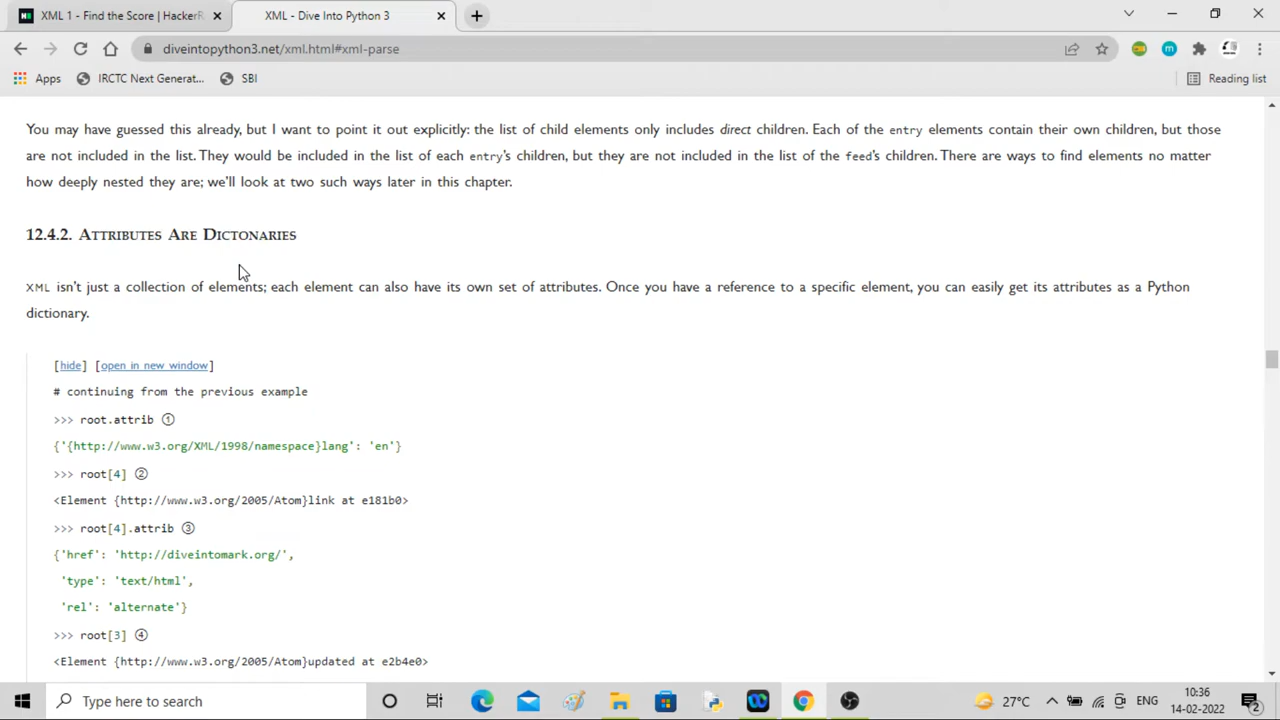 XML 1 - Find the Score | HackerR
XML - Dive Into Python 3
diveintopython3.net/xml.html#xml-parse
Apps
IRCTC Next Generat...
SBI
Reading list
You may have guessed this already, but I want to point it out explicitly: the list of child elements only includes direct children. Each of the entry elements contain their own children, but those
are not included in the list. They would be included in the list of each entry's children, but they are not included in the list of the feed's children. There are ways to find elements no matter
how deeply nested they are; we'll look at two such ways later in this chapter.
12.4.2. Attributes Are Dictonaries
XML isn't just a collection of elements; each element can also have its own set of attributes. Once you have a reference to a specific element, you can easily get its attributes as a Python
dictionary.
[hide] [open in new window]
# continuing from the previous example
>>> root.attrib ①
{'{http://www.w3.org/XML/1998/namespace}lang': 'en'}
>>> root[4] ②
<Element {http://www.w3.org/2005/Atom}link at e181b0>
>>> root[4].attrib ③
{'href': 'http://diveintomark.org/',
'type': 'text/html',
'rel': 'alternate'}
>>> root[3] ④
<Element {http://www.w3.org/2005/Atom}updated at e2b4e0>
Type here to search
27°C
ENG
10:36
14-02-2022
2